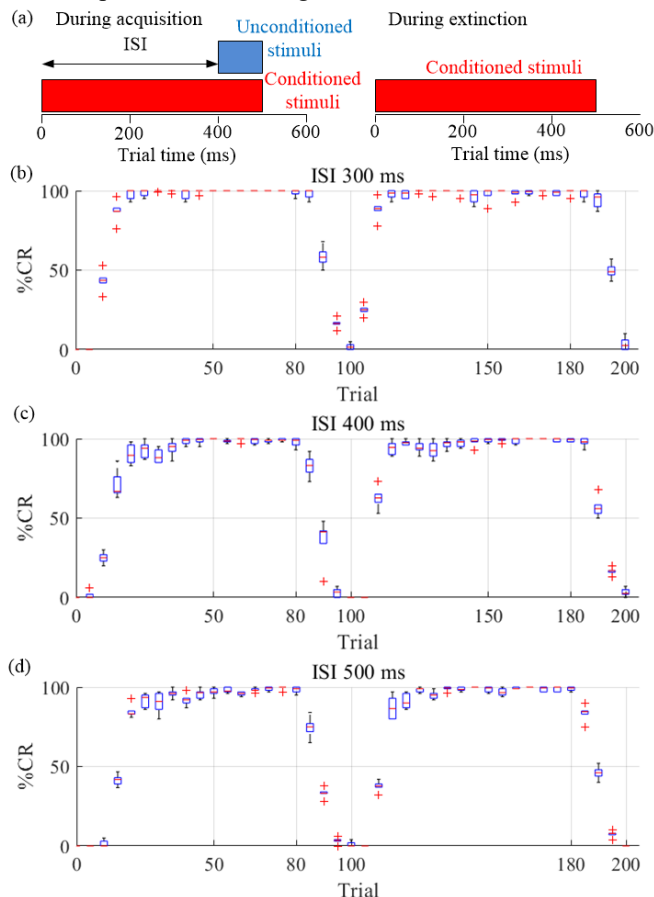 (a) During acquisition During extinction
ISI Unconditioned
stimuli
Conditioned
stimuli
Conditioned stimuli
0 200 400 600 0 200 400 600
Trial time (ms) Trial time (ms)
(b) ISI 300 ms
100
50
0
%CR
0 50 80 100 150 180 200
Trial
(c) ISI 400 ms
100
50
0
%CR
0 50 80 100 150 180 200
Trial
(d) ISI 500 ms
100
50
0
%CR
0 50 80 100 180 200
Trial